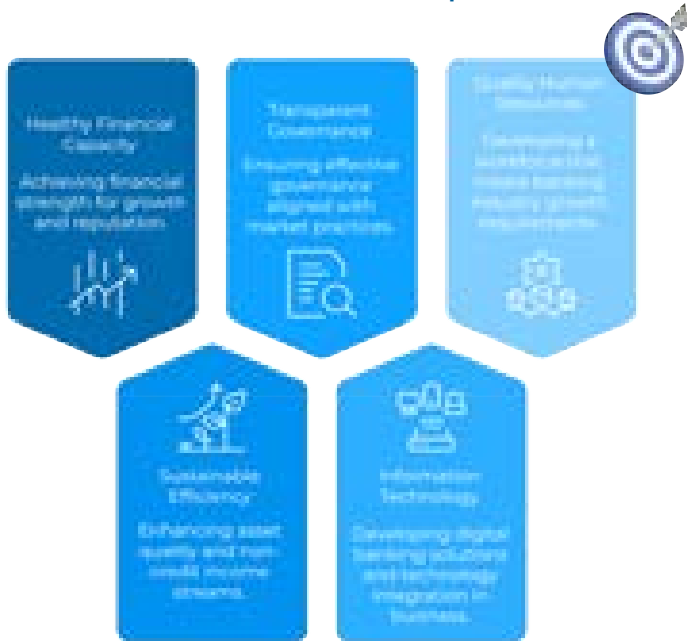 Healthy Financial
Capacity
Achieving financial
strength for growth
and reputation
Transparent
Governance
Ensuring effective
governance
aligned with
market practices.
Quality Human
Resources
Developing a
workforce that
meets banking
industry growth
requirements.
Sustainable
Efficiency
Enhancing asset
quality and non-
credit income
streams.
Information
Technology
Developing digital
banking solutions
and technology
integration in
business.